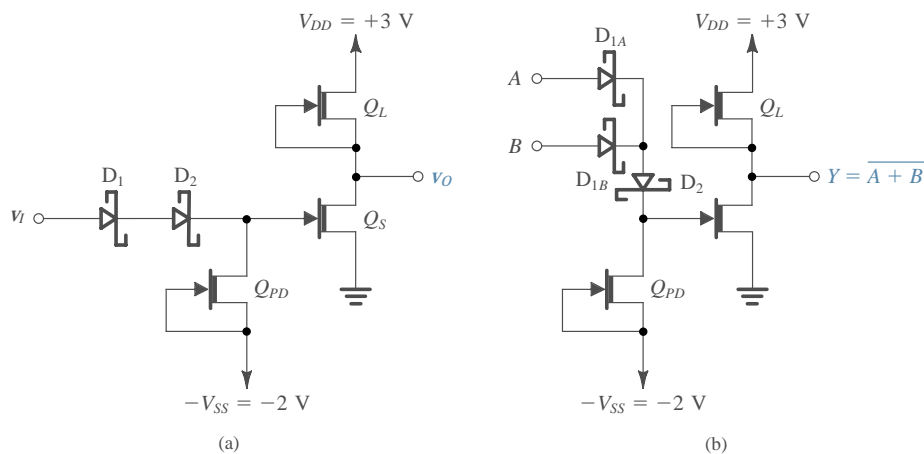 V_DD = +3 V
Q_L
D_1
D_2
v_I
v_O
Q_S
Q_PD
−V_SS = −2 V
(a)
V_DD = +3 V
D_1A
A
Q_L
B
D_1B
D_2
Y = \overline{A + B}
Q_PD
−V_SS = −2 V
(b)